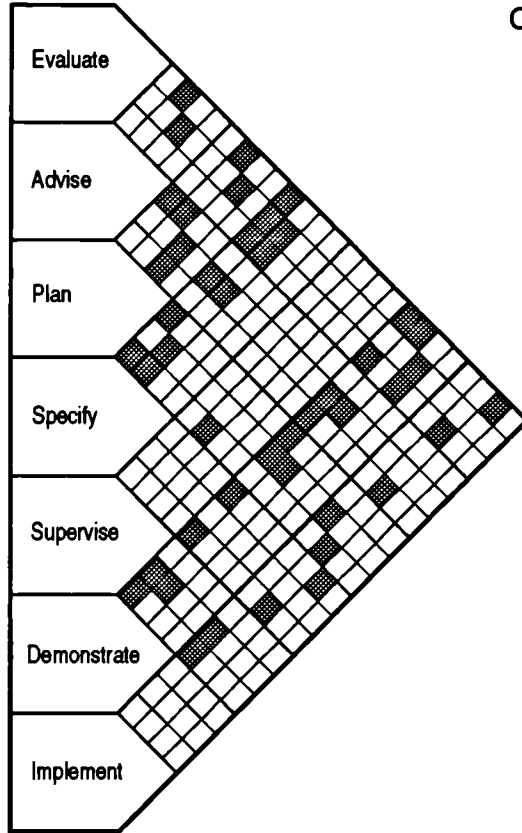 C
Evaluate
Advise
Plan
Specify
Supervise
Demonstrate
Implement